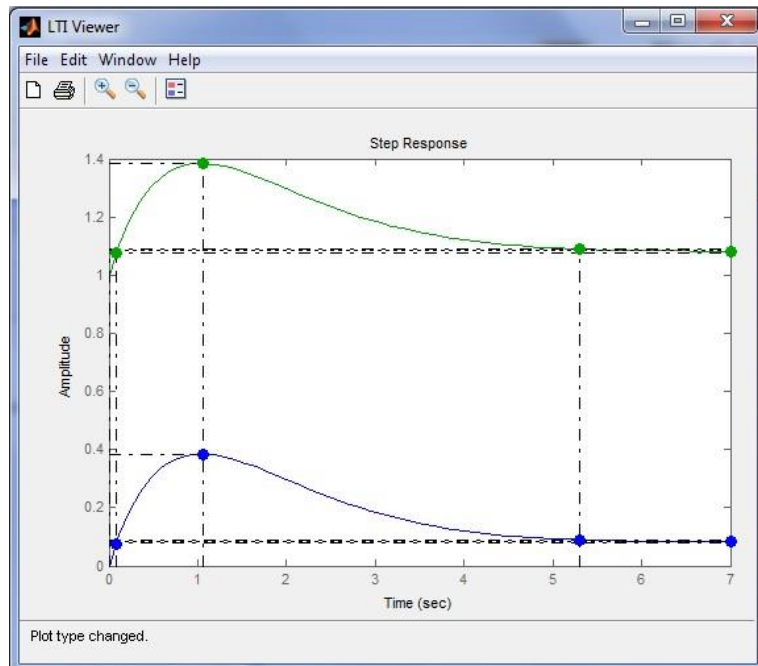 LTI Viewer
File Edit Window Help
Step Response
1.4
1.2
1
0.8
0.6
0.4
0.2
0
Amplitude
0 1 2 3 4 5 6 7
Time (sec)
Plot type changed.